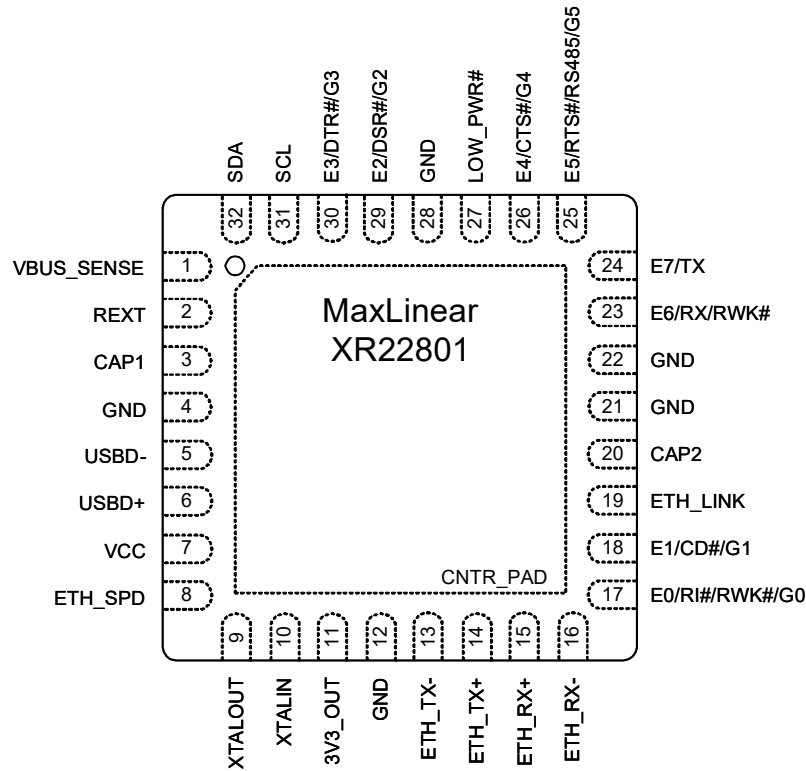 SDA
SCL
E3/DTR#/G3
E2/DSR#/G2
GND
LOW_PWR#
E4/CTS#/G4
E5/RTS#/RS485/G5
32
31
30
29
28
27
26
25
VBUS_SENSE 1
REXT 2
CAP1 3
GND 4
USBD- 5
USBD+ 6
VCC 7
ETH_SPD 8
MaxLinear
XR22801
CNTR_PAD
24 E7/TX
23 E6/RX/RWK#
22 GND
21 GND
20 CAP2
19 ETH_LINK
18 E1/CD#/G1
17 E0/RI#/RWK#/G0
9
10
11
12
13
14
15
16
XTALOUT
XTALIN
3V3_OUT
GND
ETH_TX-
ETH_TX+
ETH_RX+
ETH_RX-